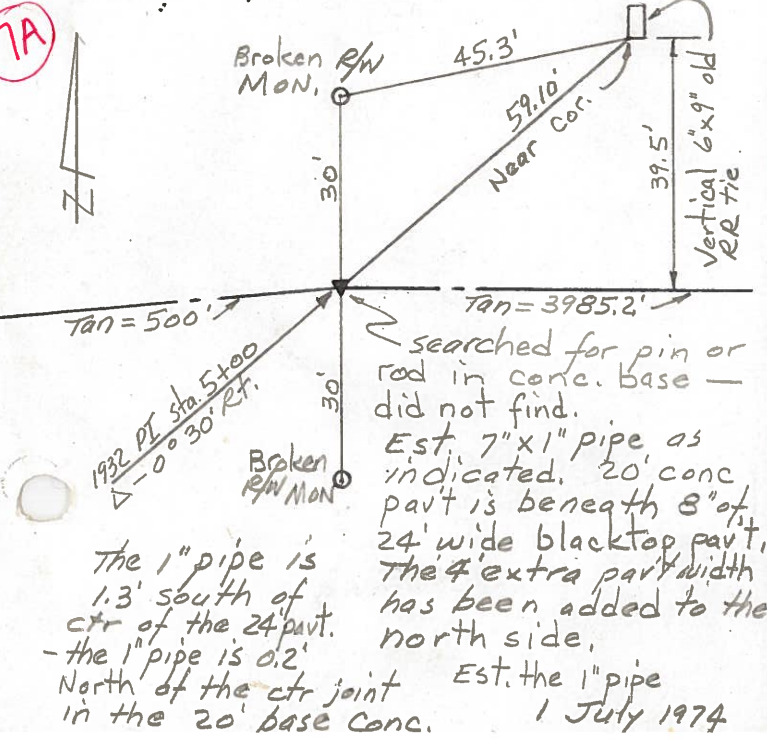 7A
Broken R/W
MON.
45.3'
59.10'
Near Cor.
39.5'
Vertical 6"x9" old
RR tie
N
30'
Tan = 500'
Tan = 3985.2'
1932 PI sta. 5+00
△ - 0° 30' Rt.
30'
Broken
R/W MON
searched for pin or
rod in conc. base —
did not find.
Est. 7"x1" pipe as
indicated. 20' conc
pav't is beneath 8" of
24' wide blacktop pav't.
The 4' extra pav't width
has been added to the
north side.
The 1" pipe is
1.3' south of
ctr of the 24' pavt.
- the 1" pipe is 0.2'
North of the ctr joint
in the 20' base conc.
Est. the 1" pipe
1 July 1974